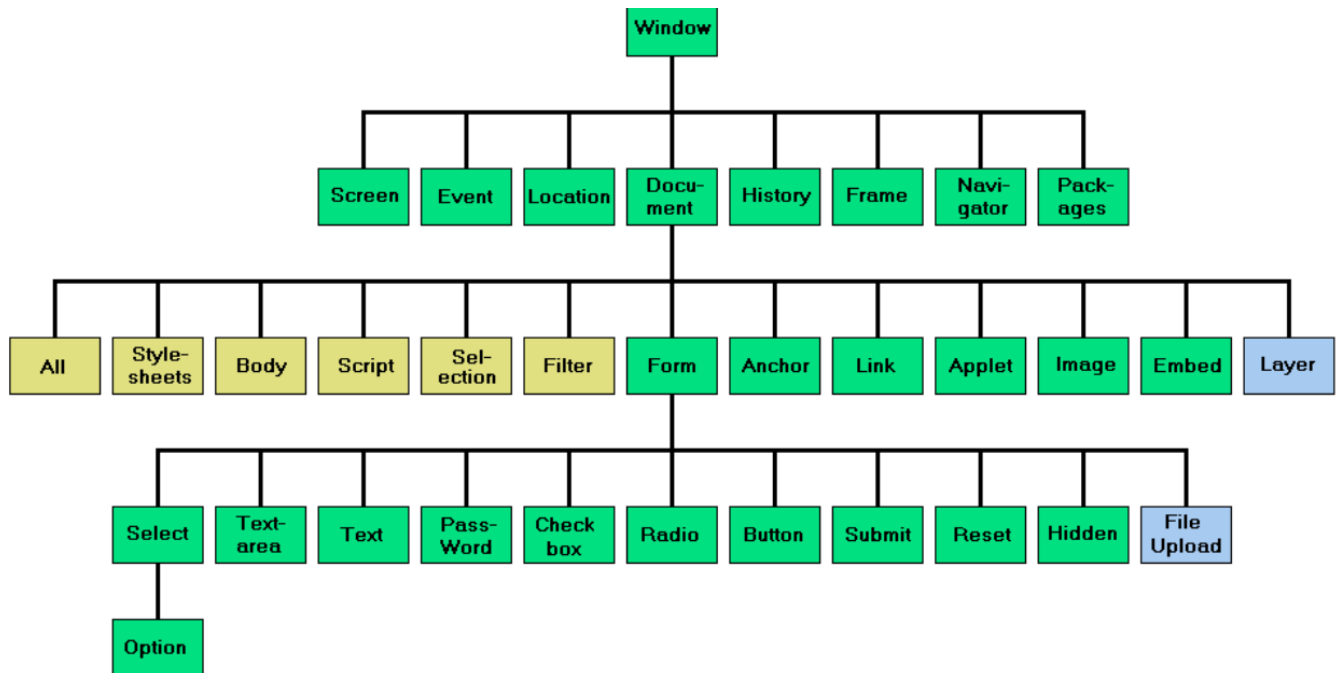 Window
Screen
Event
Location
Docu-
ment
History
Frame
Navi-
gator
Pack-
ages
All
Style-
sheets
Body
Script
Sel-
ection
Filter
Form
Anchor
Link
Applet
Image
Embed
Layer
Select
Text-
area
Text
Pass-
Word
Check
box
Radio
Button
Submit
Reset
Hidden
File
Upload
Option